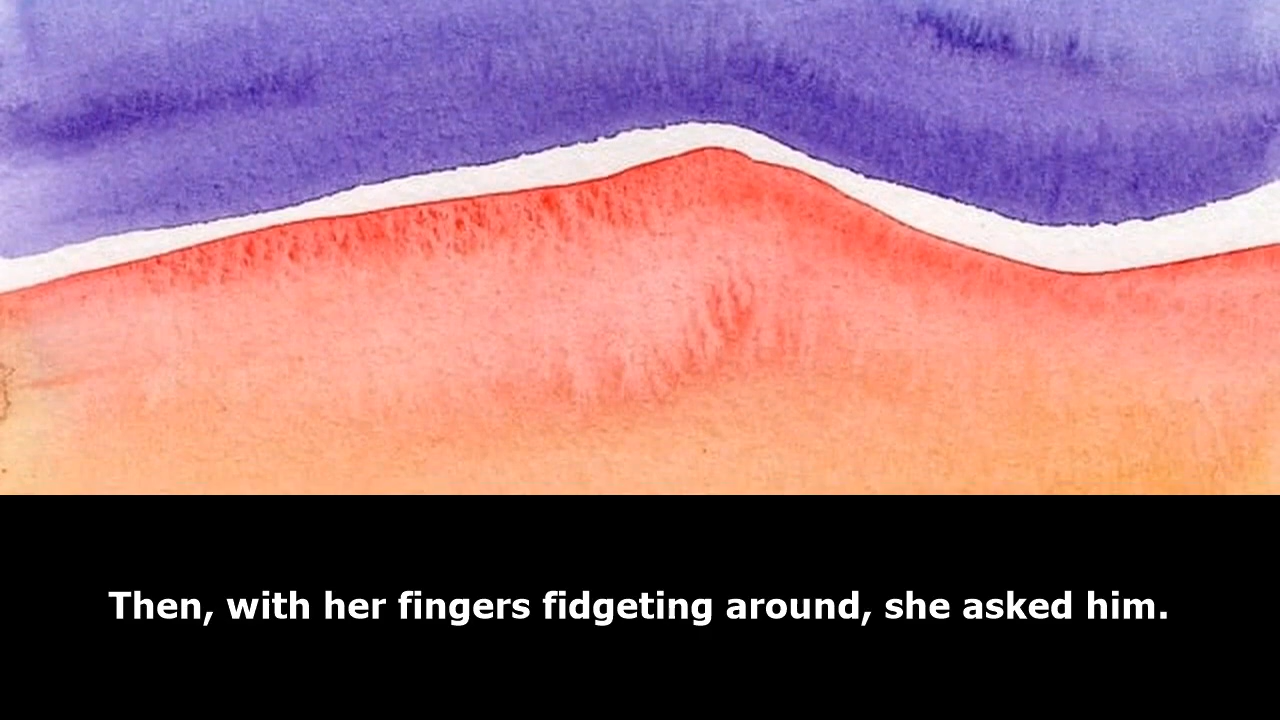 Then, with her fingers fidgeting around, she asked him.